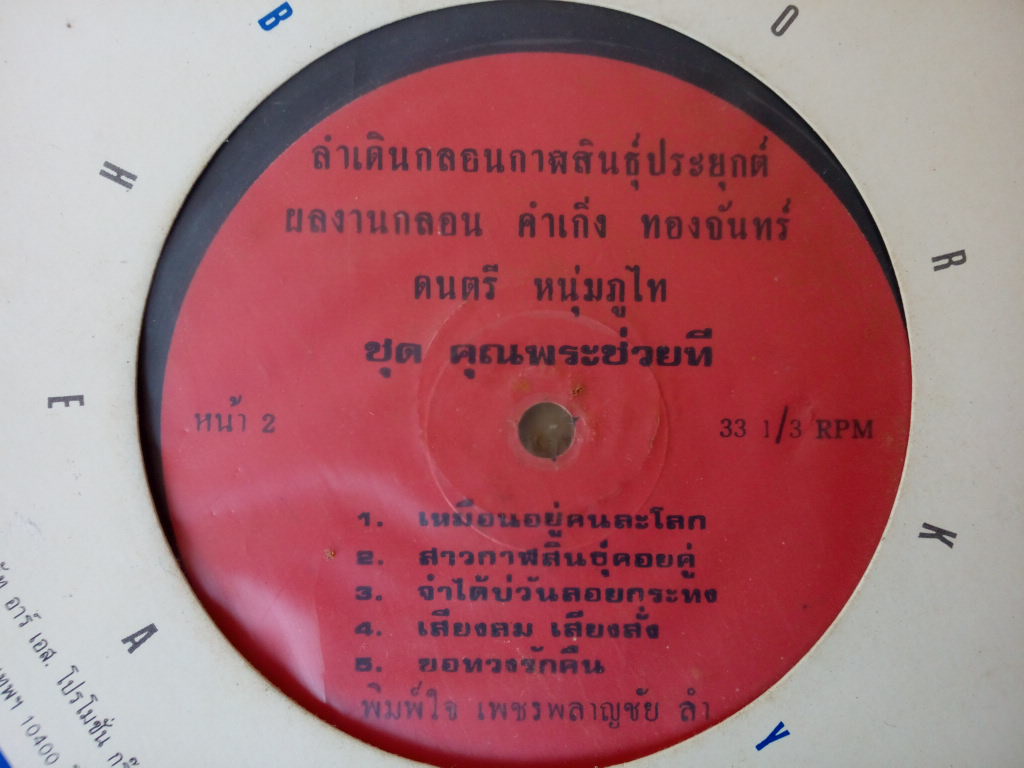 ลำเดินกลอนกาฬสินธุ์ประยุกต์
ผลงานกลอน คำเกิ่ง ทองจันทร์
ดนตรี หนุ่มภูไท
ชุด คุณพระช่วยที
หน้า 2
33 1/3 RPM
1. เหมือนอยู่คนละโลก
2. สาวกาฬสินธุ์คอยคู่
3. จำได้บ่วันลอยกระทง
4. เสียงลม เสียงสั่ง
5. ขอทวงรักคืน
พิมพ์ใจ เพชรพลาญชัย ลำ
B
O
H
R
E
K
A
Y
อาร์ เอส. โปรโมชั่น
10400